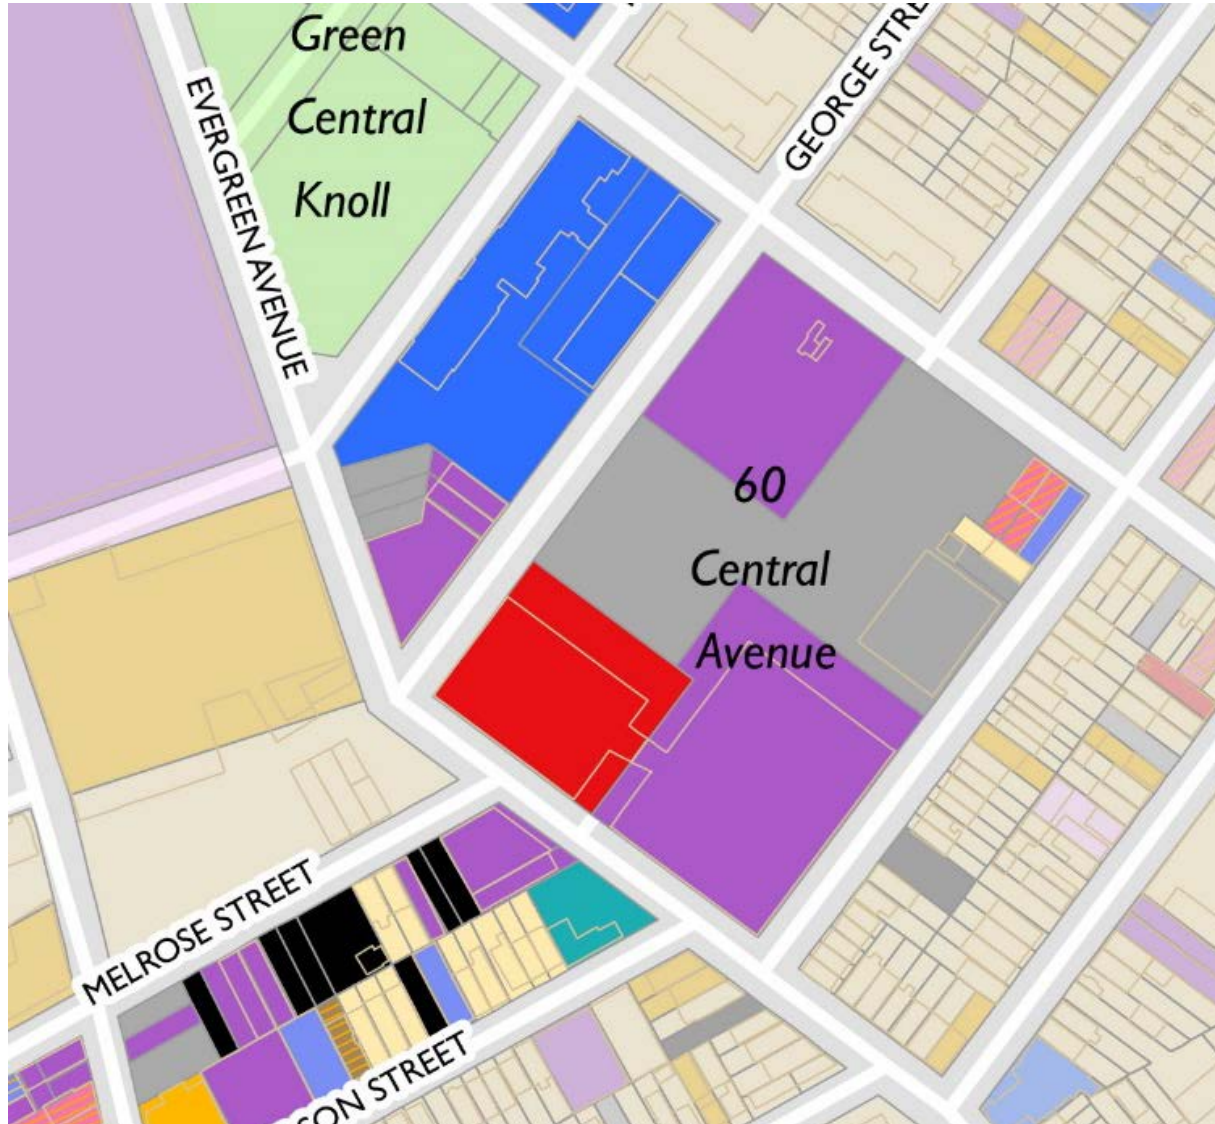 Green
Central
Knoll
EVERGREEN AVENUE
GEORGE STRE
60
Central
Avenue
MELROSE STREET
SON STREET